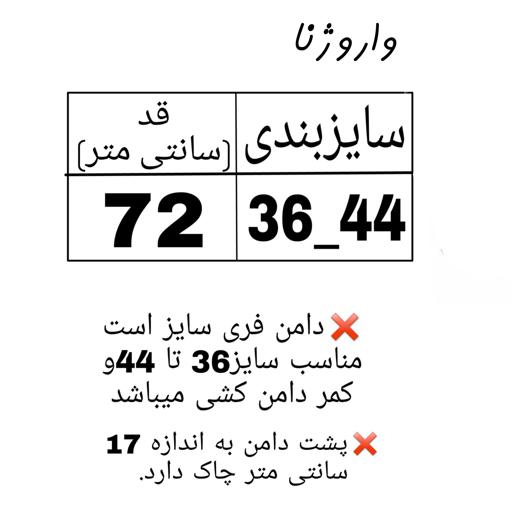 واروژنا
سایزبندی
قد
(سانتی متر)
36_44
72
❌دامن فری سایز است
مناسب سایز36 تا 44و
کمر دامن کشی میباشد
❌پشت دامن به اندازه 17
سانتی متر چاک دارد.